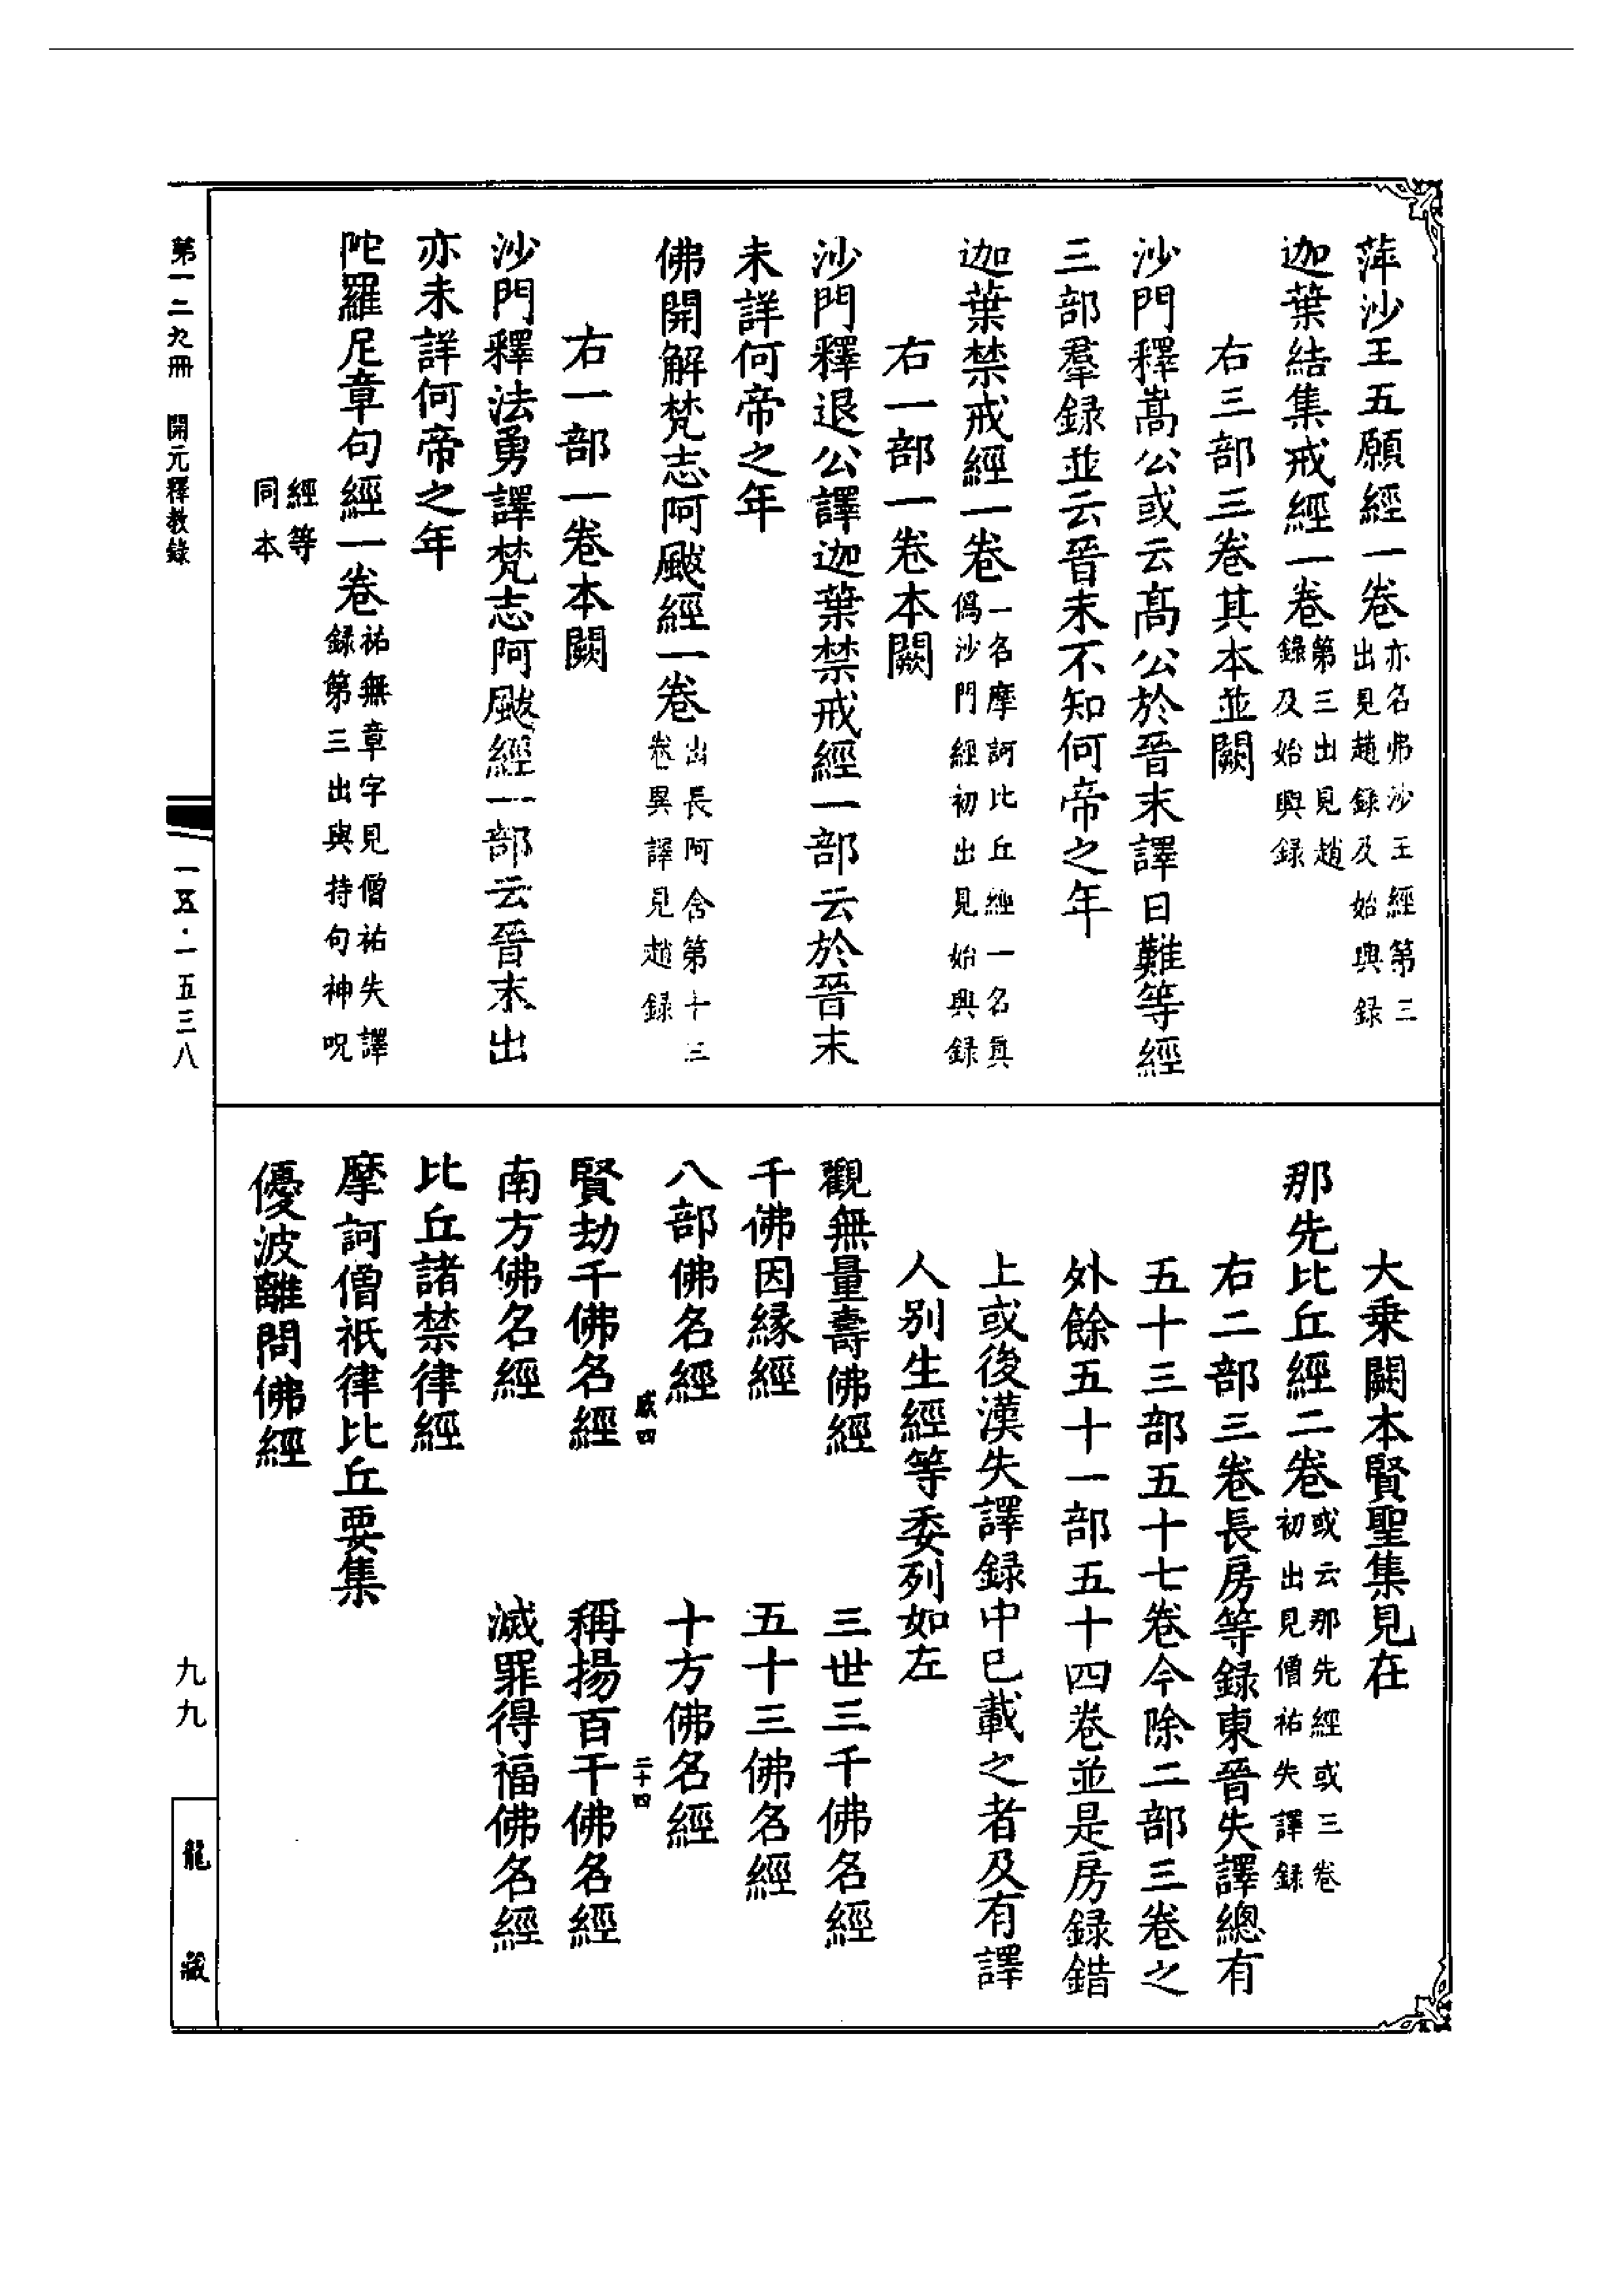 萍沙王五願經一卷亦名弗沙王經第三出見趙録及始興録
迦葉結集戒經一卷第三出見趙録及始興録
右三部三卷其本並闕
沙門釋嵩公或云髙公於晉末譯日難等經
三部羣録並云晉末不知何帝之年
迦葉禁戒經一卷一名摩訶比丘經一名真僞沙門經初出見始興録
右一部一卷本闕
沙門釋退公譯迦葉禁戒經一部云於晉末
未詳何帝之年
佛開解梵志阿颰經一卷出長阿含第十三卷異譯見趙録
右一部一卷本闕
沙門釋法勇譯梵志阿颰經一部云晉末出
亦未詳何帝之年
陀羅尼章句經一卷祐無章字見僧祐失譯録第三出與持句神呪
經等同本
大乗闕本賢聖集見在
那先比丘經二卷或云那先經或三卷初出見僧祐失譯録
右二部三卷長房等録東晉失譯總有
五十三部五十七卷今除二部三卷之
外餘五十一部五十四卷並是房録錯
上或後漢失譯録中已載之者及有譯
人别生經等委列如左
觀無量壽佛經 三世三千佛名經
千佛因縁經 五十三佛名經
八部佛名經 十方佛名經
咸四 二十四
賢劫千佛名經 稱揚百千佛名經
南方佛名經 滅罪得福佛名經
比丘諸禁律經
摩訶僧祇律比丘要集
優波離問佛經
第一二九冊 開元釋教錄
一五·一五三八
九九
龍藏